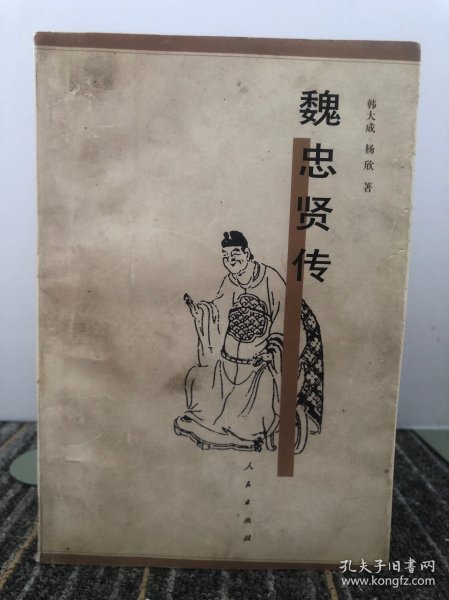 魏忠贤传
韩大成 杨欣 著
人民出版社
孔夫子旧书网
www.kongfz.com